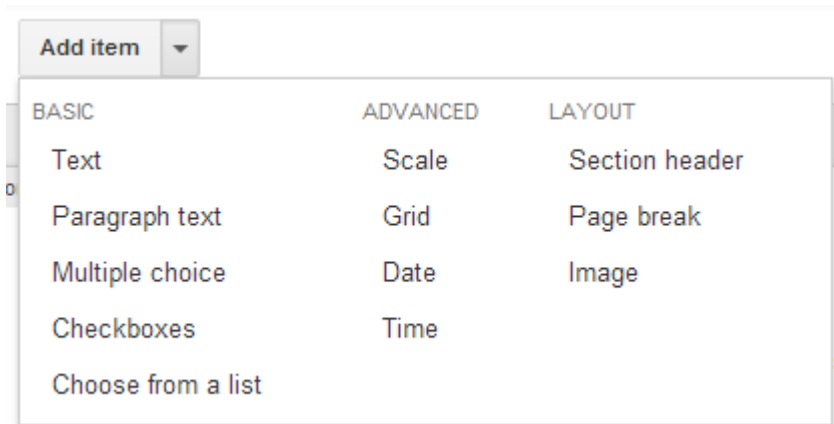 Add item
BASIC ADVANCED LAYOUT
Text Scale Section header
Paragraph text Grid Page break
Multiple choice Date Image
Checkboxes Time
Choose from a list